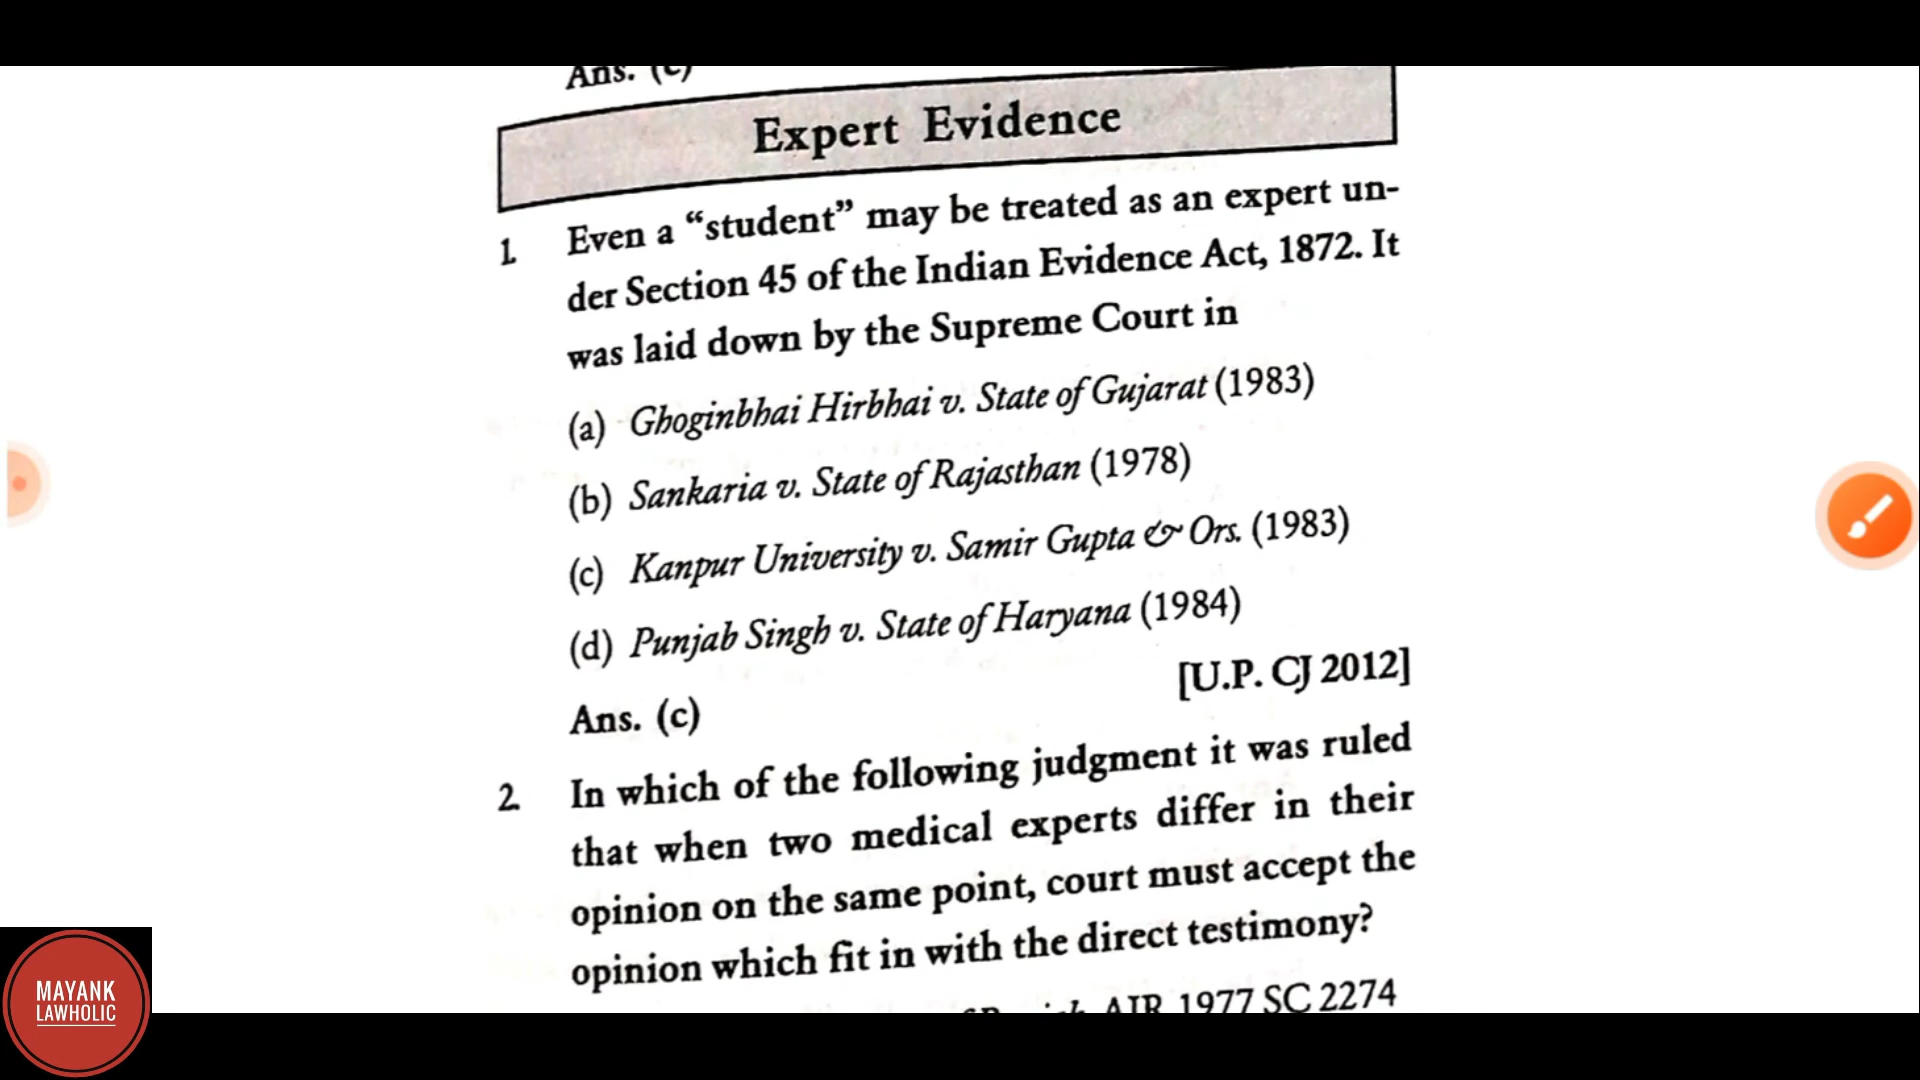 Ans. (c)
Expert Evidence
1. Even a “student” may be treated as an expert un-
der Section 45 of the Indian Evidence Act, 1872. It
was laid down by the Supreme Court in
(a) Ghoginbhai Hirbhai v. State of Gujarat (1983)
(b) Sankaria v. State of Rajasthan (1978)
(c) Kanpur University v. Samir Gupta & Ors. (1983)
(d) Punjab Singh v. State of Haryana (1984)
[U.P. CJ 2012]
Ans. (c)
2. In which of the following judgment it was ruled
that when two medical experts differ in their
opinion on the same point, court must accept the
opinion which fit in with the direct testimony?
AIR 1977 SC 2274
MAYANK
LAWHOLIC